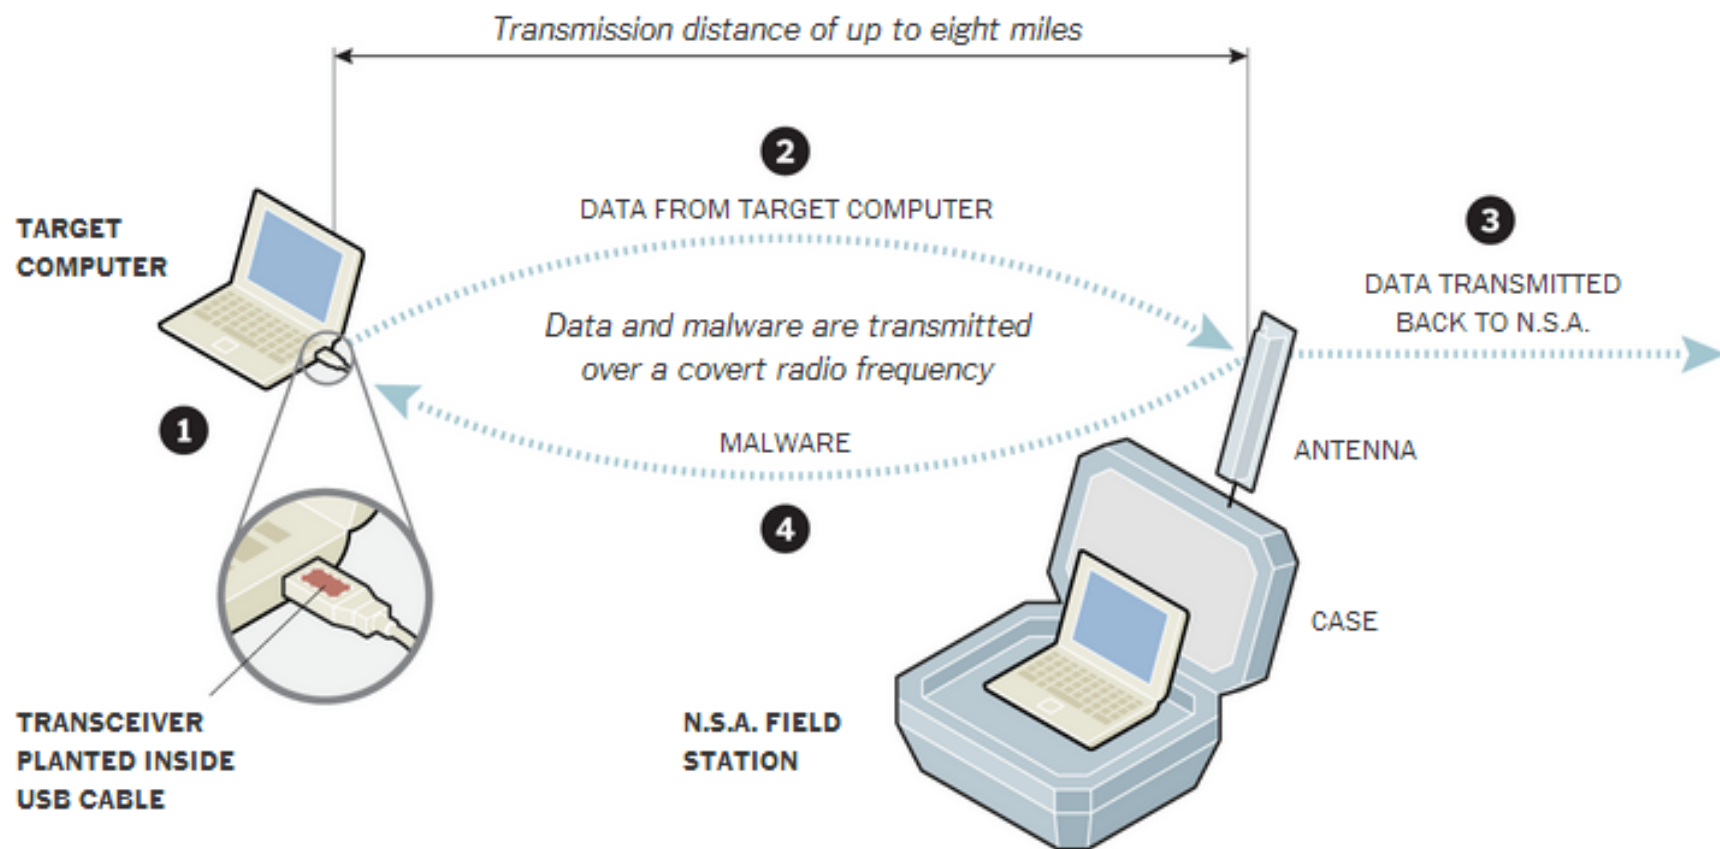 Transmission distance of up to eight miles
2
DATA FROM TARGET COMPUTER
3
DATA TRANSMITTED
BACK TO N.S.A.
TARGET
COMPUTER
Data and malware are transmitted
over a covert radio frequency
1
MALWARE
4
ANTENNA
CASE
TRANSCEIVER
PLANTED INSIDE
USB CABLE
N.S.A. FIELD
STATION